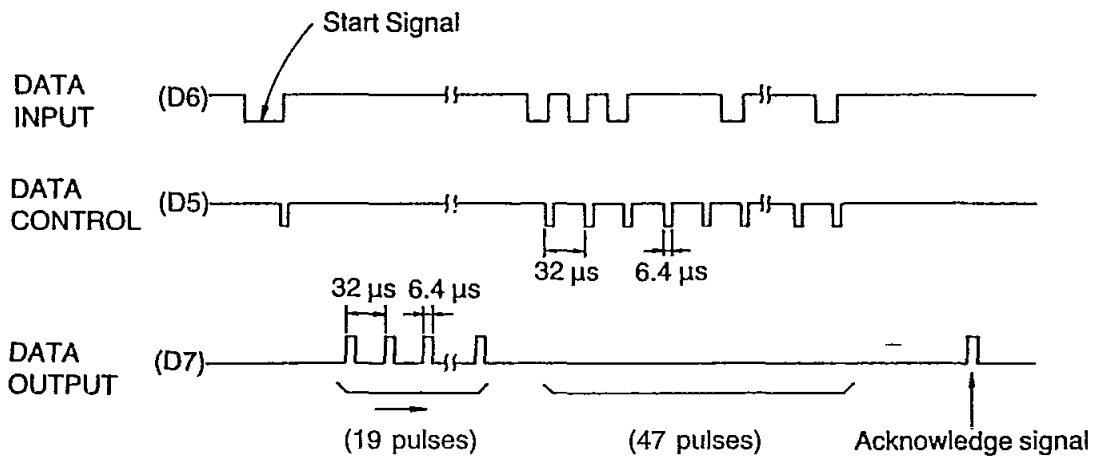 Start Signal
DATA
INPUT
(D6)
DATA
CONTROL
(D5)
32 µs
6.4 µs
32 µs
6.4 µs
DATA
OUTPUT
(D7)
(19 pulses)
(47 pulses)
Acknowledge signal